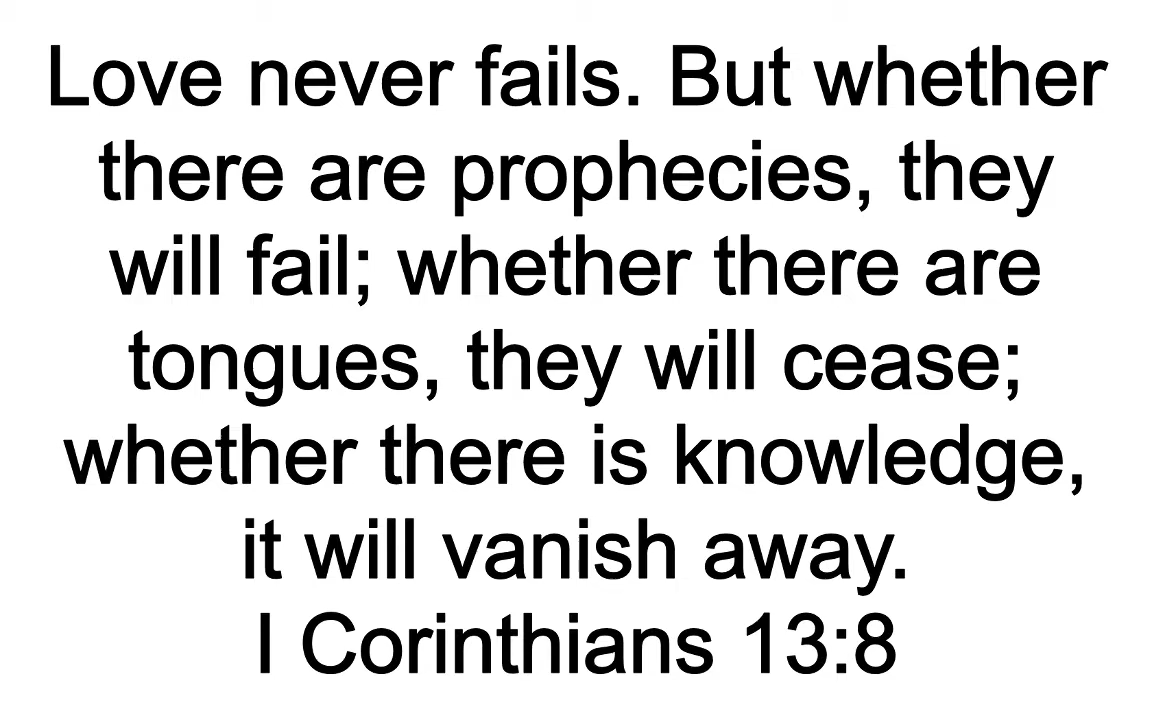 Love never fails. But whether
there are prophecies, they
will fail; whether there are
tongues, they will cease;
whether there is knowledge,
it will vanish away.
I Corinthians 13:8